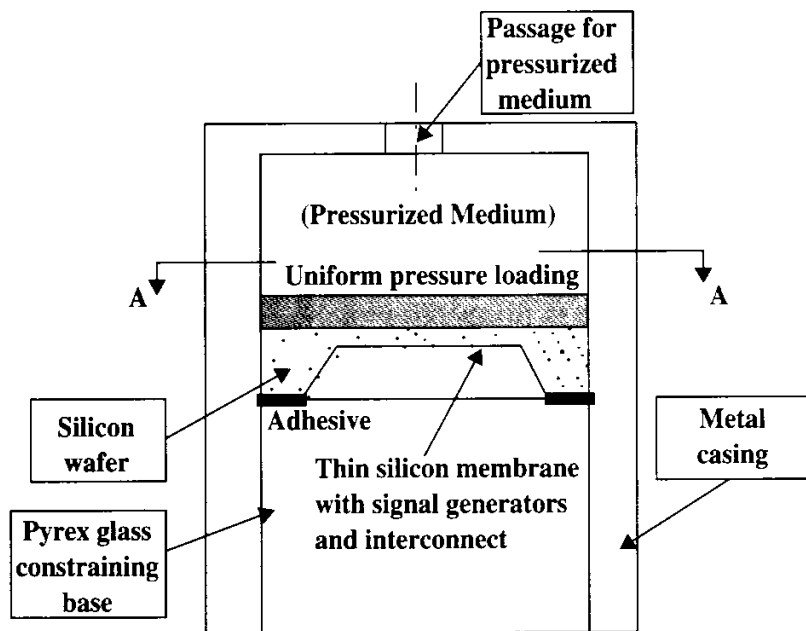 Passage for
pressurized
medium
(Pressurized Medium)
Uniform pressure loading
A
A
Adhesive
Silicon
wafer
Thin silicon membrane
with signal generators
and interconnect
Metal
casing
Pyrex glass
constraining
base